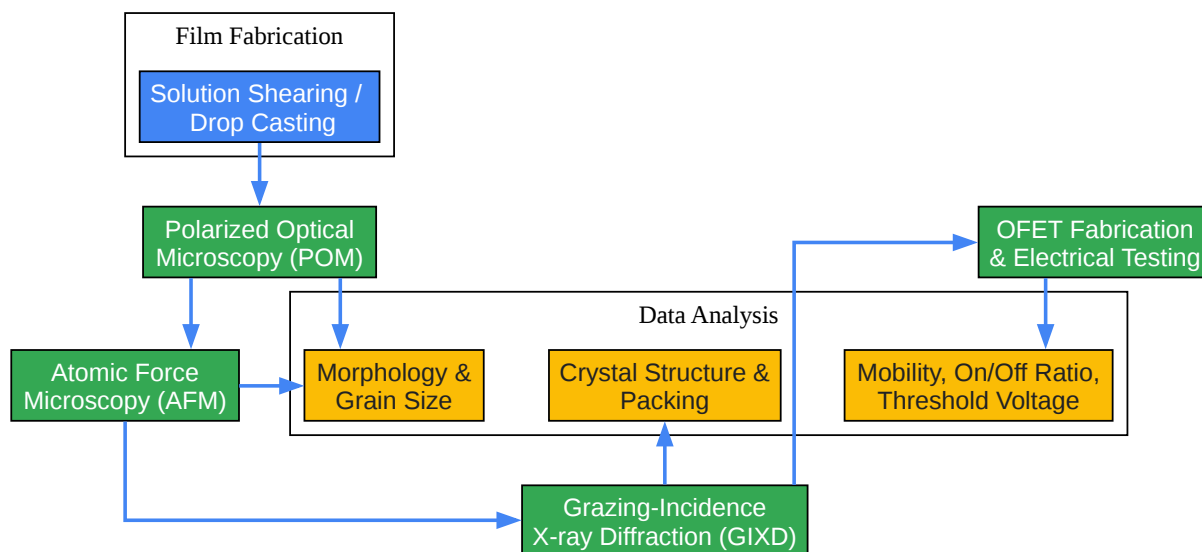 Film Fabrication
Solution Shearing /
Drop Casting
Polarized Optical
Microscopy (POM)
OFET Fabrication
& Electrical Testing
Data Analysis
Atomic Force
Microscopy (AFM)
Morphology &
Grain Size
Crystal Structure &
Packing
Mobility, On/Off Ratio,
Threshold Voltage
Grazing-Incidence
X-ray Diffraction (GIXD)